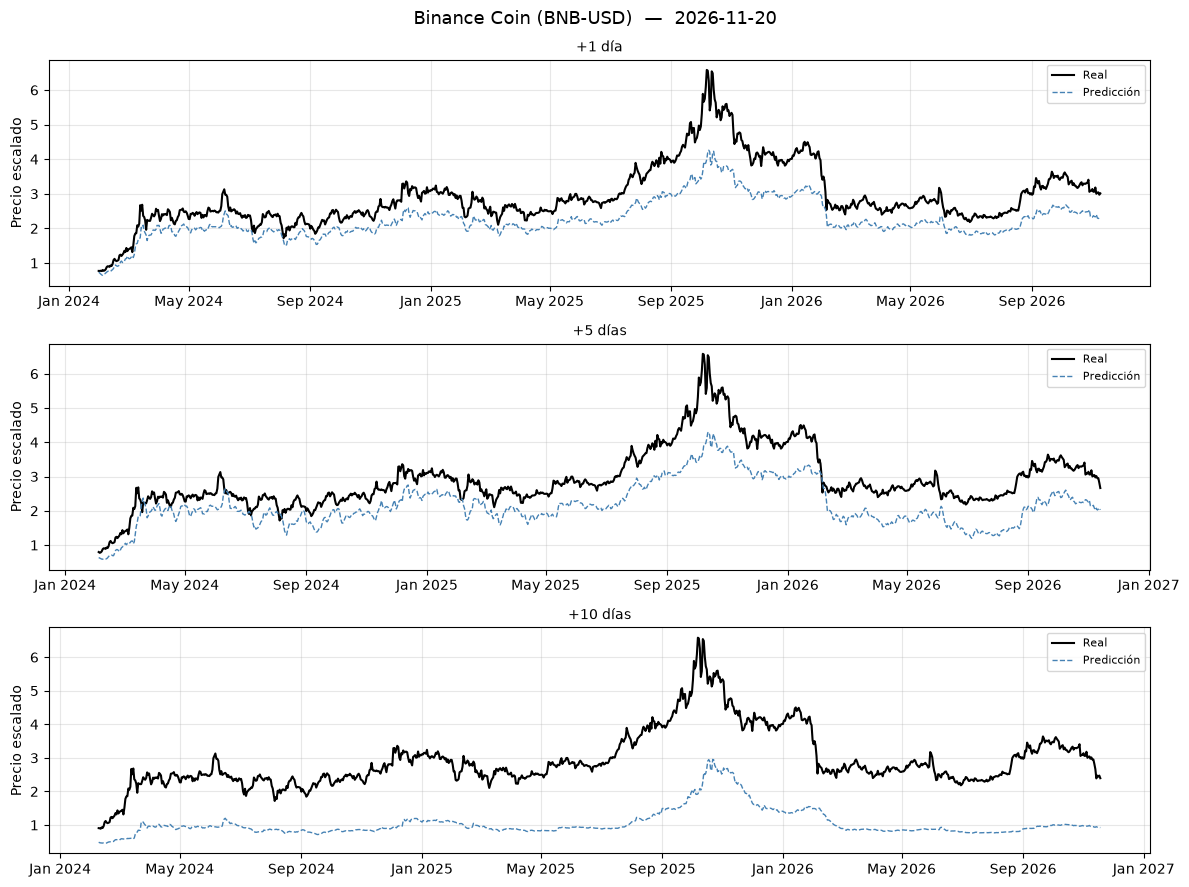 Binance Coin (BNB-USD) — 2026-11-20
+1 día
Precio escalado
6
5
4
3
2
1
Real
Predicción
Jan 2024 May 2024 Sep 2024 Jan 2025 May 2025 Sep 2025 Jan 2026 May 2026 Sep 2026
+5 días
Precio escalado
6
5
4
3
2
1
Real
Predicción
Jan 2024 May 2024 Sep 2024 Jan 2025 May 2025 Sep 2025 Jan 2026 May 2026 Sep 2026 Jan 2027
+10 días
Precio escalado
6
5
4
3
2
1
Real
Predicción
Jan 2024 May 2024 Sep 2024 Jan 2025 May 2025 Sep 2025 Jan 2026 May 2026 Sep 2026 Jan 2027